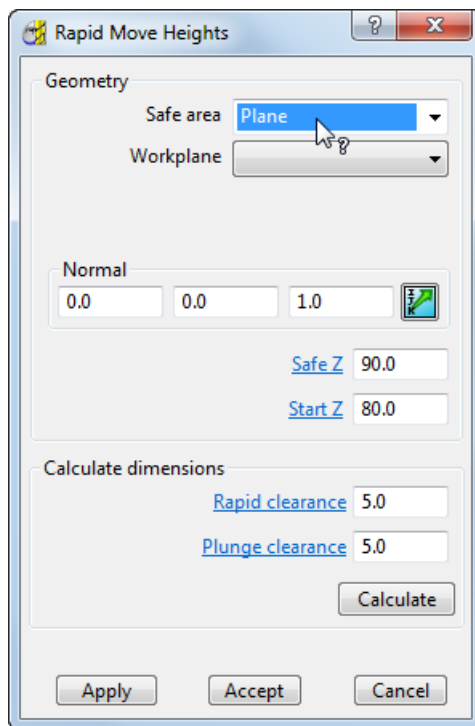 Rapid Move Heights
Geometry
Safe area Plane
Workplane
Normal
0.0 0.0 1.0
Safe Z 90.0
Start Z 80.0
Calculate dimensions
Rapid clearance 5.0
Plunge clearance 5.0
Calculate
Apply Accept Cancel